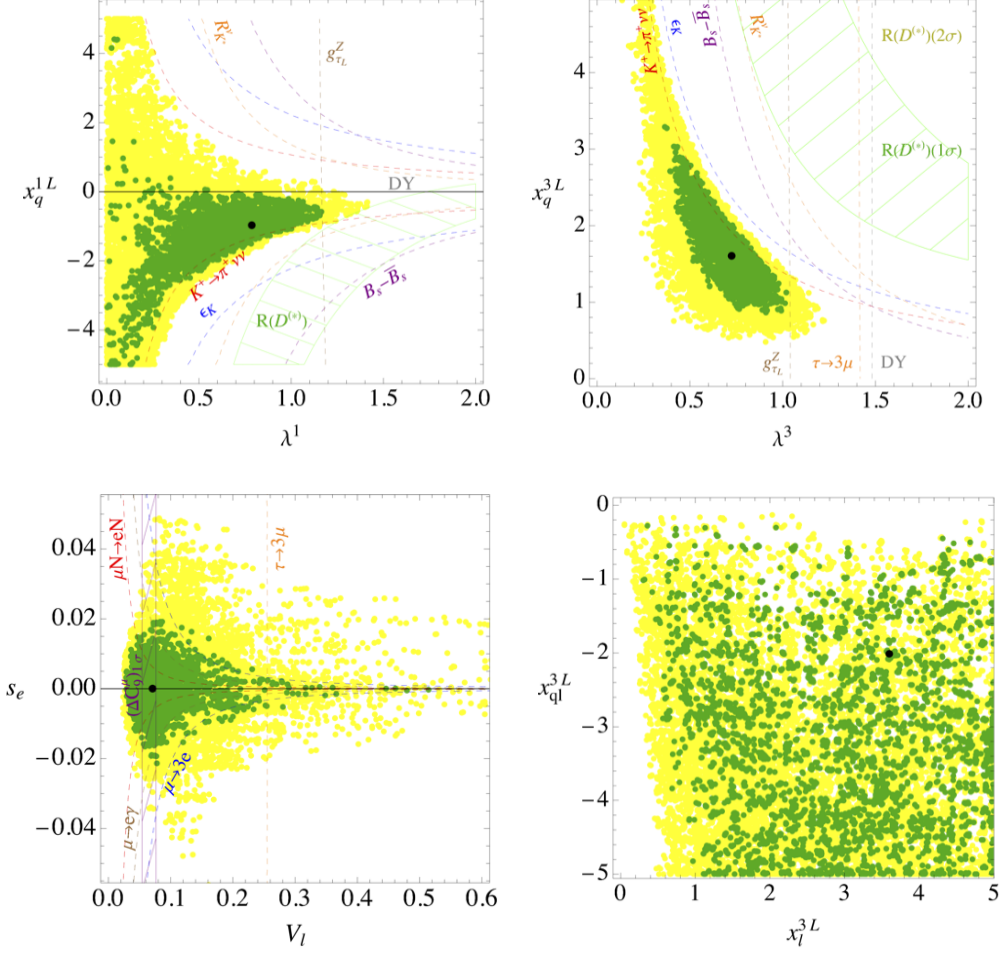 R_{K^*}^ν
g_{τ_L}^Z
DY
K⁺→π⁺νν
ϵ_K
R(D^{(*)})
B_s−B̅_s
x_q^{1L}
4
2
0
−2
−4
0.0 0.5 1.0 1.5 2.0
λ¹
K⁺→π⁺νν
ϵ_K
B_s−B̅_s
R_{K^*}^ν
R(D^{(*)})(2σ)
R(D^{(*)})(1σ)
g_{τ_L}^Z
τ→3μ
DY
x_q^{3L}
4
3
2
1
0
0.0 0.5 1.0 1.5 2.0
λ³
μN→eN
τ→3μ
(ΔC_9^μ)_{1σ}
μ→3e
μ→eγ
s_e
0.04
0.02
0.00
−0.02
−0.04
0.0 0.1 0.2 0.3 0.4 0.5 0.6
V_l
x_{ql}^{3L}
0
−1
−2
−3
−4
−5
0 1 2 3 4 5
x_l^{3L}